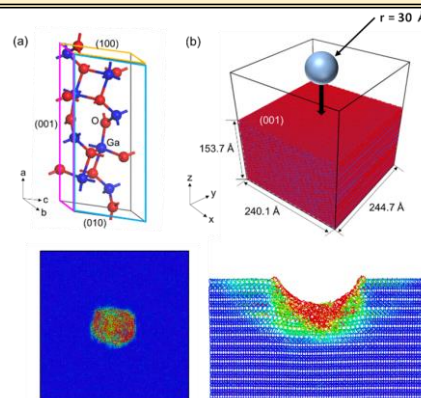 r = 30 Å
(a)
(100)
(b)
(001)
O
Ga
(010)
a
c
b
(001)
153.7 Å
z
y
x
240.1 Å
244.7 Å